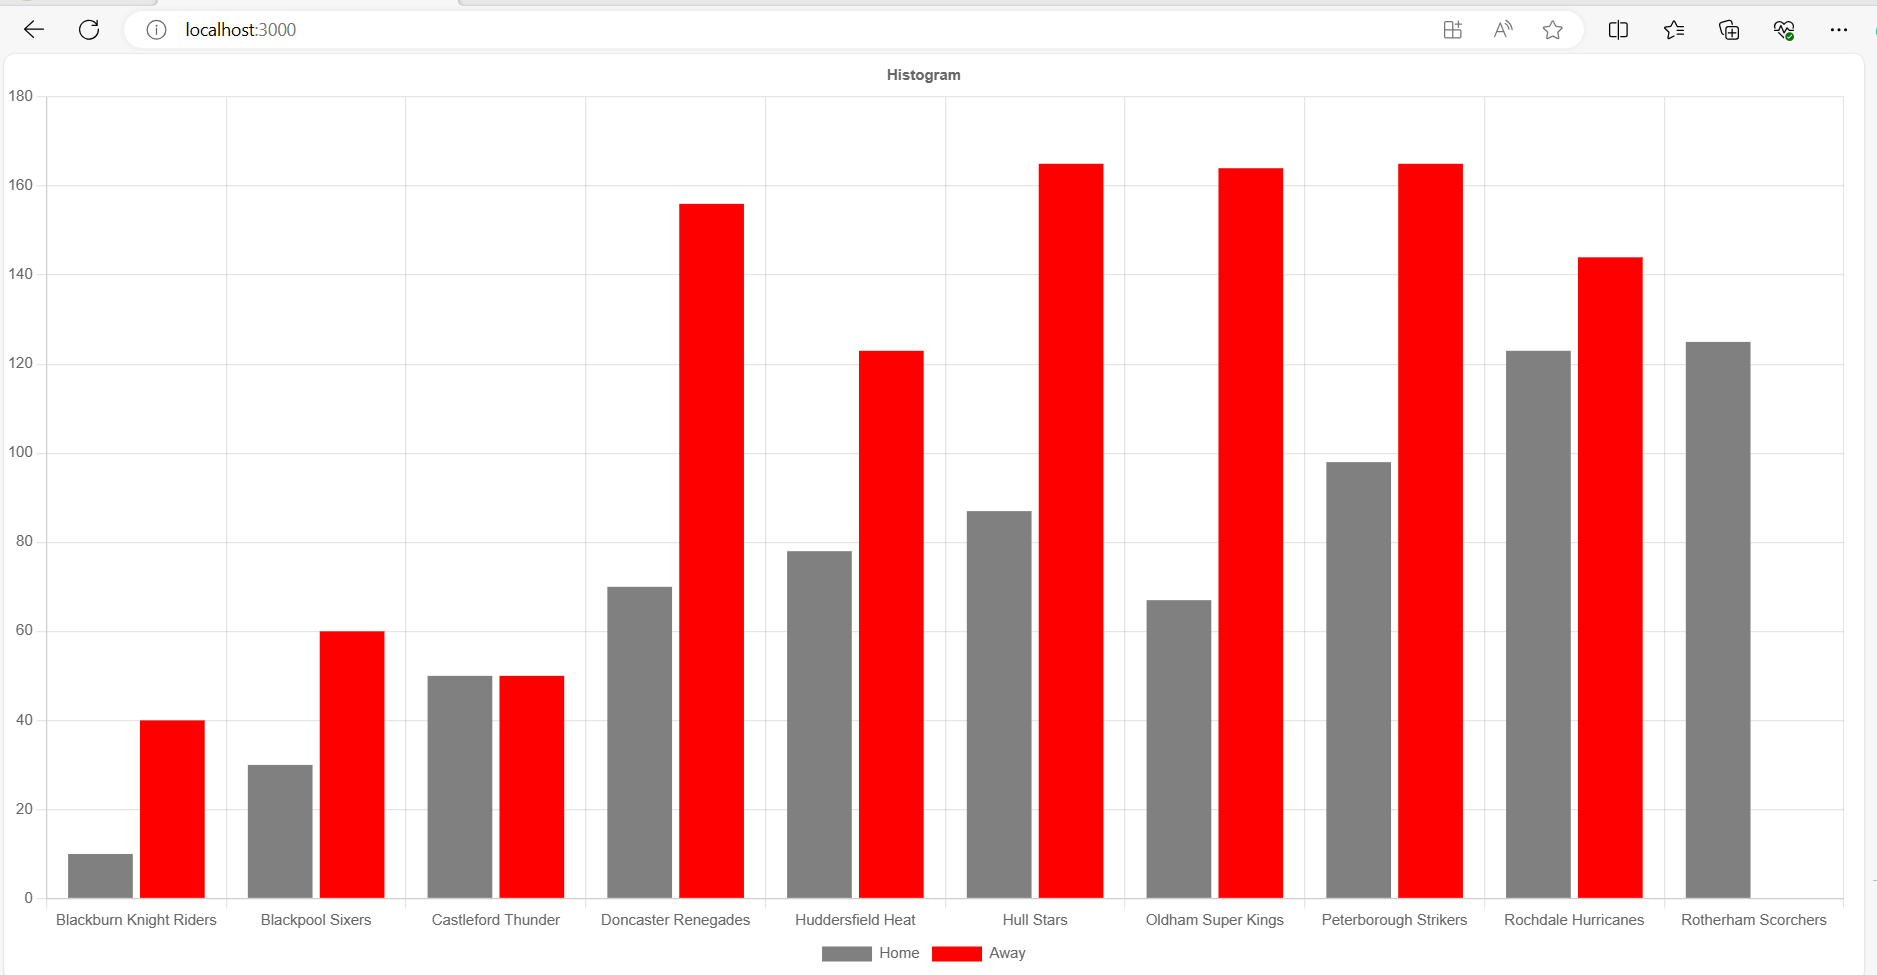 localhost:3000
Histogram
180
160
140
120
100
80
60
40
20
0
Blackburn Knight Riders Blackpool Sixers Castleford Thunder Doncaster Renegades Huddersfield Heat Hull Stars Oldham Super Kings Peterborough Strikers Rochdale Hurricanes Rotherham Scorchers
Home Away